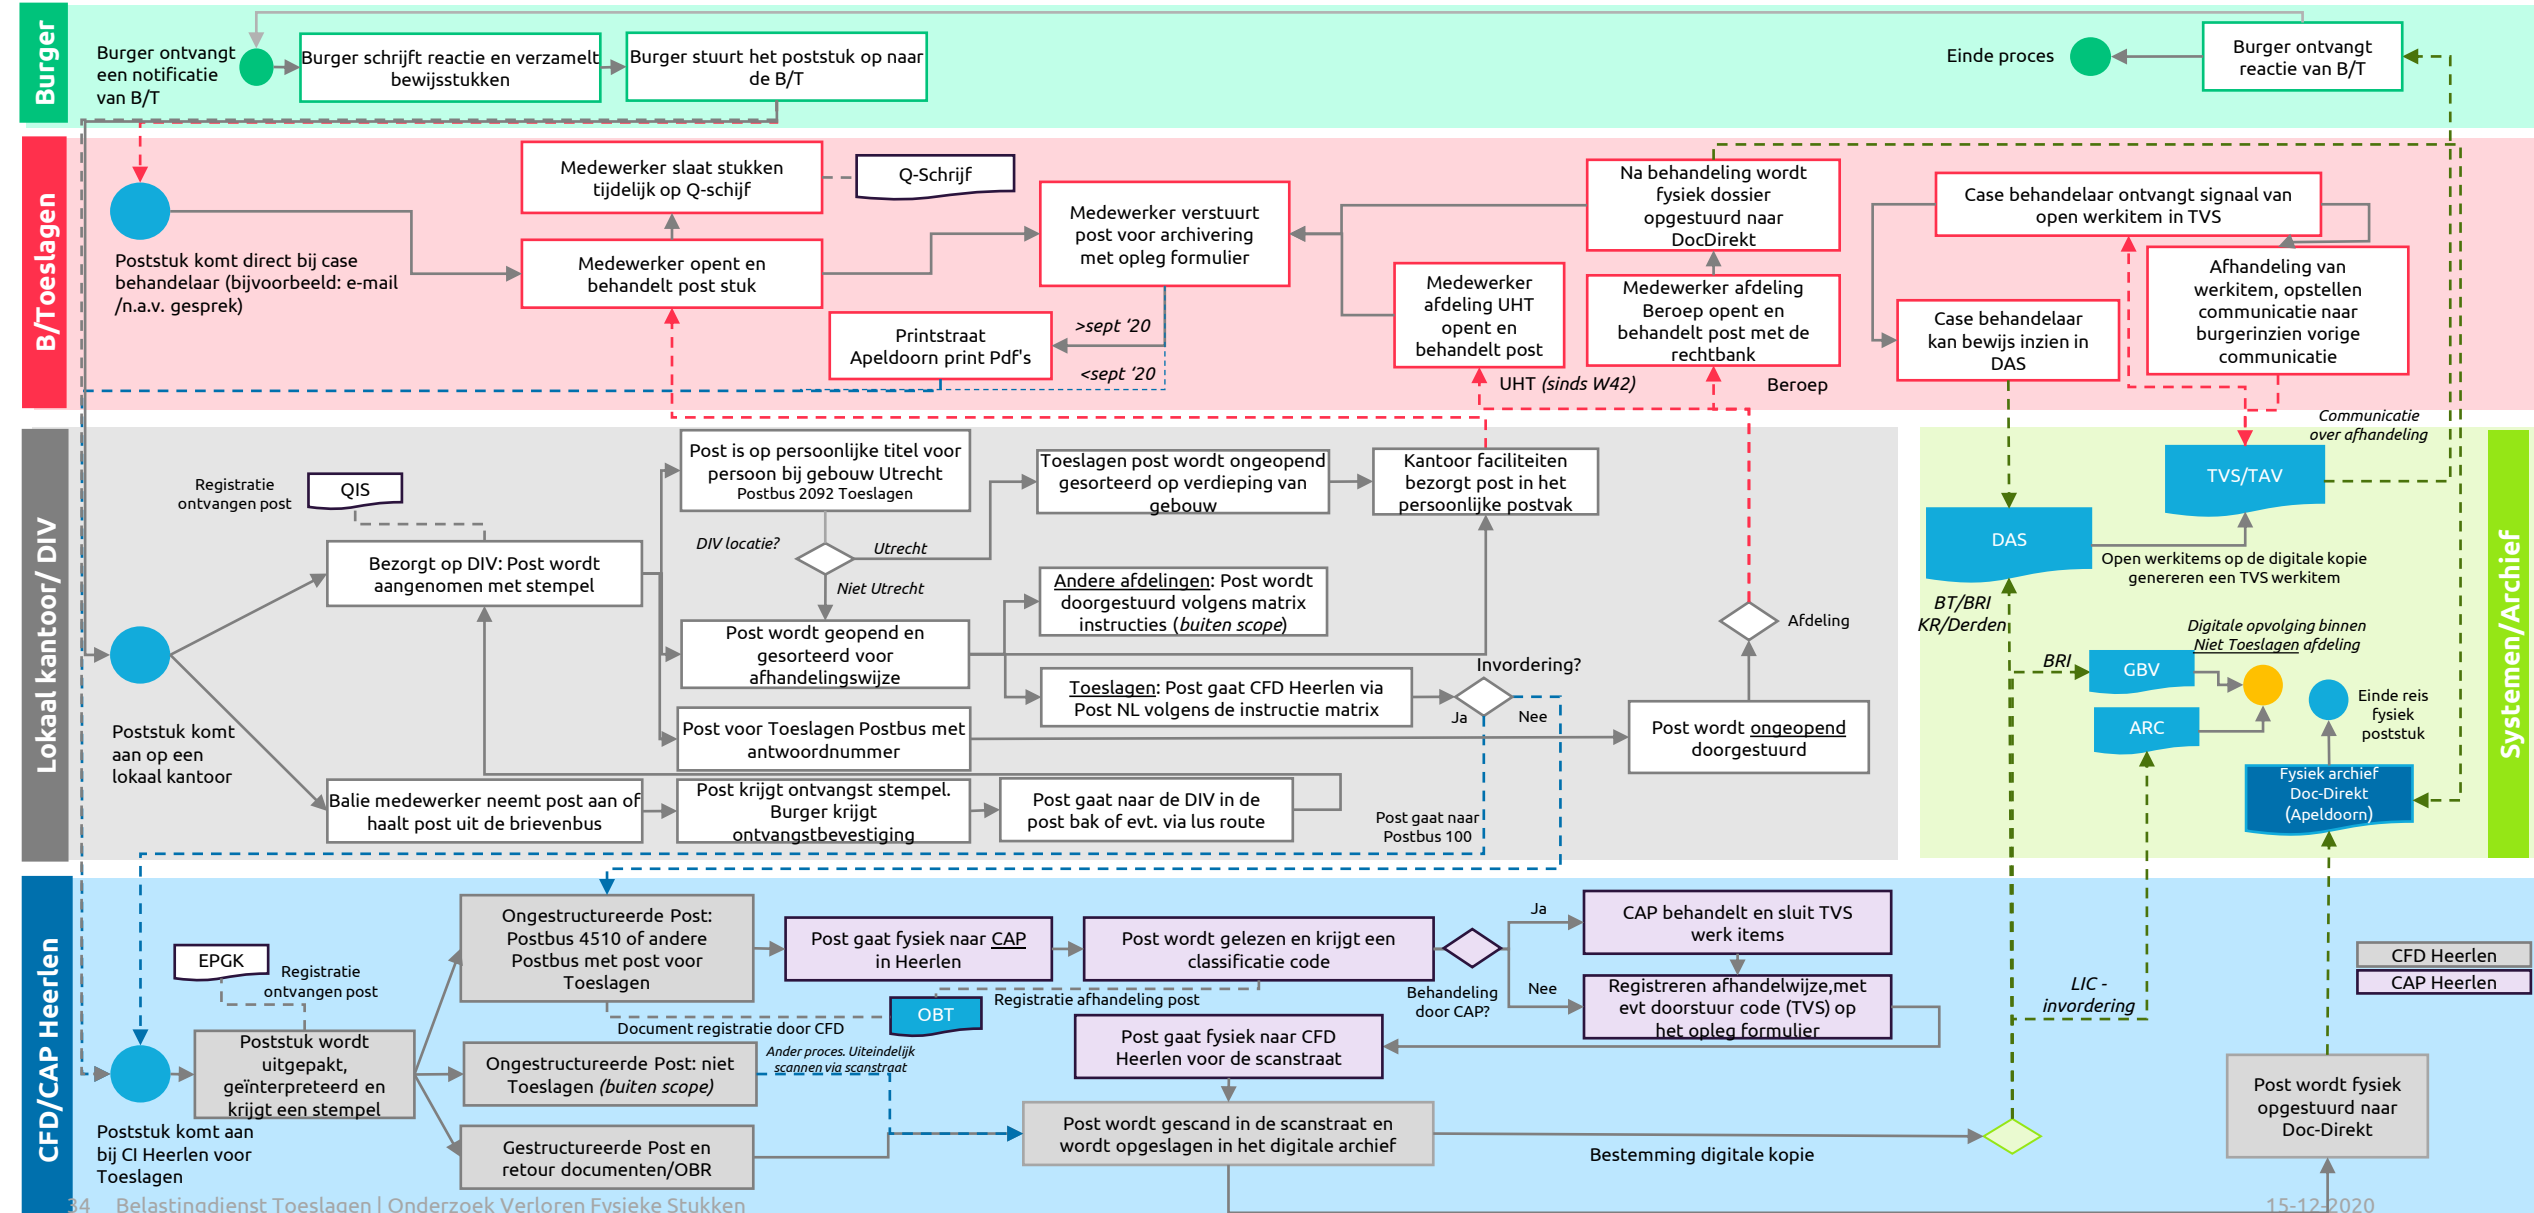 Burger
Burger ontvangt
een notificatie
van B/T
Burger schrijft reactie en verzamelt
bewijsstukken
Burger stuurt het poststuk op naar
de B/T
Einde proces
Burger ontvangt
reactie van B/T
B/Toeslagen
Poststuk komt direct bij case
behandelaar (bijvoorbeeld: e-mail
/n.a.v. gesprek)
Medewerker slaat stukken
tijdelijk op Q-schijf
Q-Schrijf
Medewerker opent en
behandelt post stuk
Medewerker verstuurt
post voor archivering
met opleg formulier
Printstraat
Apeldoorn print Pdf's
>sept ‘20
<sept ‘20
Medewerker
afdeling UHT
opent en
behandelt post
UHT (sinds W42)
Na behandeling wordt
fysiek dossier
opgestuurd naar
DocDirekt
Medewerker afdeling
Beroep opent en
behandelt post met de
rechtbank
Beroep
Case behandelaar ontvangt signaal van
open werkitem in TVS
Case behandelaar
kan bewijs inzien in
DAS
Afhandeling van
werkitem, opstellen
communicatie naar
burgerinzien vorige
communicatie
Lokaal kantoor/ DIV
Registratie
ontvangen post
QIS
Bezorgt op DIV: Post wordt
aangenomen met stempel
Poststuk komt
aan op een
lokaal kantoor
Balie medewerker neemt post aan of
haalt post uit de brievenbus
Post is op persoonlijke titel voor
persoon bij gebouw Utrecht
Postbus 2092 Toeslagen
DIV locatie?
Utrecht
Niet Utrecht
Post wordt geopend en
gesorteerd voor
afhandelingswijze
Post voor Toeslagen Postbus met
antwoordnummer
Post krijgt ontvangst stempel.
Burger krijgt
ontvangstbevestiging
Post gaat naar de DIV in de
post bak of evt. via lus route
Toeslagen post wordt ongeopend
gesorteerd op verdieping van
gebouw
Kantoor faciliteiten
bezorgt post in het
persoonlijke postvak
Andere afdelingen: Post wordt
doorgestuurd volgens matrix
instructies (buiten scope)
Toeslagen: Post gaat CFD Heerlen via
Post NL volgens de instructie matrix
Invordering?
Ja
Nee
Post gaat naar
Postbus 100
Afdeling
Post wordt ongeopend
doorgestuurd
Systemen/Archief
Communicatie
over afhandeling
TVS/TAV
DAS
Open werkitems op de digitale kopie
genereren een TVS werkitem
BT/BRI
KR/Derden
Digitale opvolging binnen
Niet Toeslagen afdeling
BRI
GBV
ARC
Einde reis
fysiek
poststuk
Fysiek archief
Doc-Direkt
(Apeldoorn)
CFD/CAP Heerlen
EPGK
Registratie
ontvangen post
Poststuk wordt
uitgepakt,
geïnterpreteerd en
krijgt een stempel
Poststuk komt aan
bij CI Heerlen voor
Toeslagen
Ongestructureerde Post:
Postbus 4510 of andere
Postbus met post voor
Toeslagen
Document registratie door CFD
OBT
Registratie afhandeling post
Ongestructureerde Post: niet
Toeslagen (buiten scope)
Ander proces. Uiteindelijk
scannen via scanstraat
Gestructureerde Post en
retour documenten/OBR
Post gaat fysiek naar CAP
in Heerlen
Post wordt gelezen en krijgt een
classificatie code
Behandeling
door CAP?
Ja
Nee
CAP behandelt en sluit TVS
werk items
Registreren afhandelwijze,met
evt doorstuur code (TVS) op
het opleg formulier
Post gaat fysiek naar CFD
Heerlen voor de scanstraat
Post wordt gescand in de scanstraat en
wordt opgeslagen in het digitale archief
Bestemming digitale kopie
LIC -
invordering
Post wordt fysiek
opgestuurd naar
Doc-Direkt
CFD Heerlen
CAP Heerlen
34 Belastingdienst Toeslagen | Onderzoek Verloren Fysieke Stukken
15-12-2020